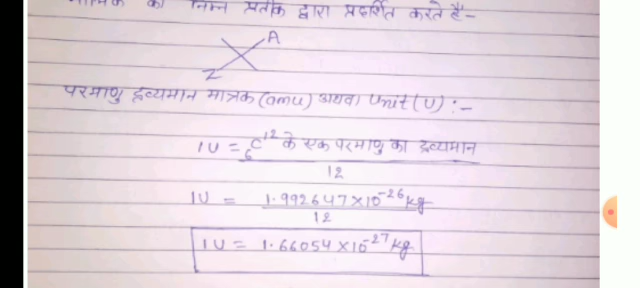 का निम्न प्रतीक द्वारा प्रदर्शित करते है-
X A
Z
परमाणु द्रव्यमान मात्रक (amu) अथवा Unit (U) :-
1U = 6C12 के एक परमाणु का द्रव्यमान
12
1U = 1.992647×10-26 kg
12
1U = 1.66054×10-27 kg